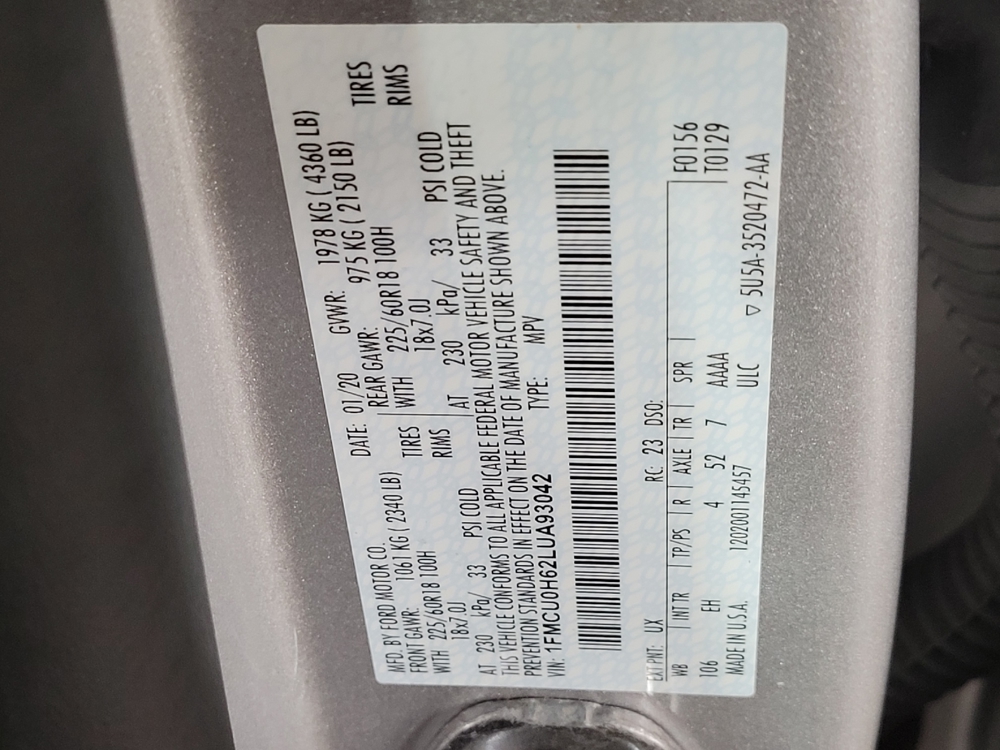 MFD. BY FORD MOTOR CO.
DATE: 01/20 GVWR: 1978 KG ( 4360 LB)
FRONT GAWR: 1061 KG ( 2340 LB)
REAR GAWR: 975 KG ( 2150 LB)
WITH 225/60R18 100H TIRES
WITH 225/60R18 100H TIRES
18x7.0J RIMS
18x7.0J RIMS
AT 230 kPa/ 33 PSI COLD
AT 230 kPa/ 33 PSI COLD
THIS VEHICLE CONFORMS TO ALL APPLICABLE FEDERAL MOTOR VEHICLE SAFETY AND THEFT
PREVENTION STANDARDS IN EFFECT ON THE DATE OF MANUFACTURE SHOWN ABOVE.
VIN: 1FMCU0H62LUA93042 TYPE: MPV
EXT PNT: UX RC: 23 DSO: F0156
WB | INT TR | TP/PS | R | AXLE | TR | SPR | T0129
106 EH 4 52 7 AAAA
MADE IN U.S.A. 1202001145457 ULC ▽ 5U5A-3520472-AA